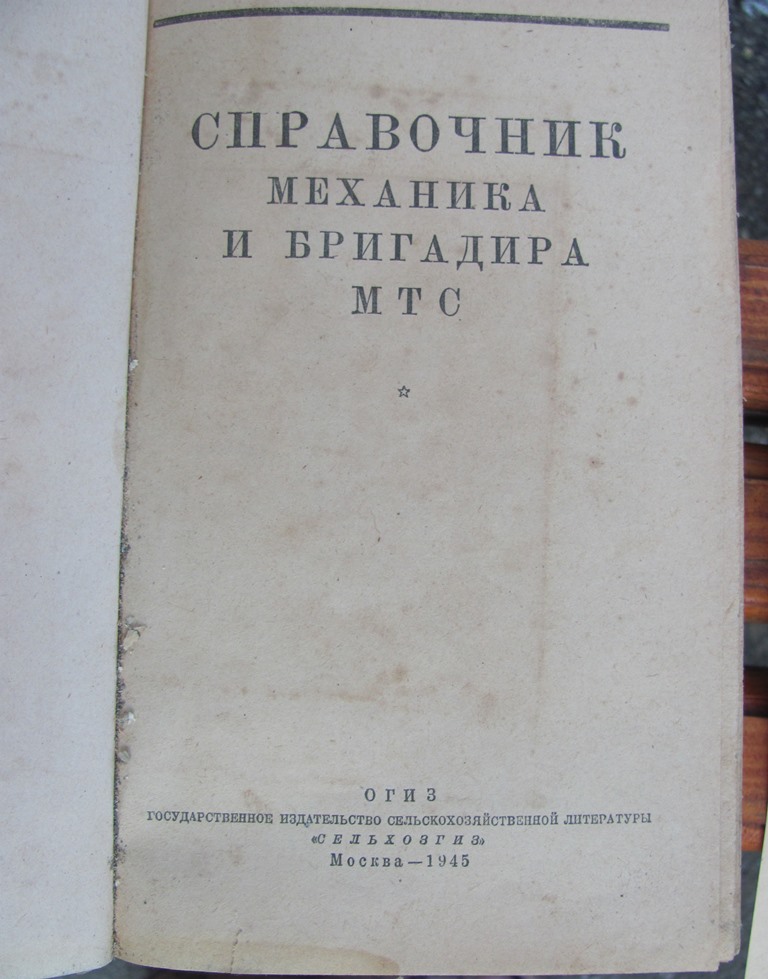 СПРАВОЧНИК
МЕХАНИКА
И БРИГАДИРА
МТС
ОГИЗ
ГОСУДАРСТВЕННОЕ ИЗДАТЕЛЬСТВО СЕЛЬСКОХОЗЯЙСТВЕННОЙ ЛИТЕРАТУРЫ
«СЕЛЬХОЗГИЗ»
Москва—1945